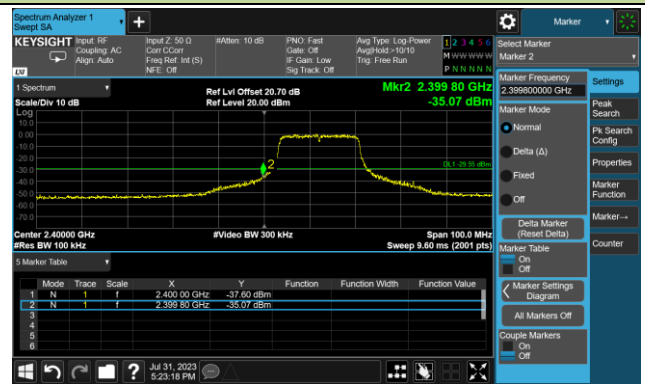 Spectrum Analyzer 1
Swept SA
Marker
KEYSIGHT
Input: RF
Coupling: AC
Align: Auto
Input Z: 50 Ω
Corr CCorr
Freq Ref: Int (S)
NFE: Off
#Atten: 10 dB
PNO: Fast
Gate: Off
IF Gain: Low
Sig Track: Off
Avg Type: Log-Power
Avg|Hold:>10/10
Trig: Free Run
1 2 3 4 5 6
M W W W W W
P N N N N N
LXI
Select Marker
Marker 2
1 Spectrum
Scale/Div 10 dB
Log
Ref Lvl Offset 20.70 dB
Ref Level 20.00 dBm
Mkr2 2.399 80 GHz
-35.07 dBm
10.0
0.00
-10.0
-20.0
-30.0
-40.0
-50.0
-60.0
-70.0
2
DL1 -29.55 dBm
Center 2.40000 GHz
#Res BW 100 kHz
#Video BW 300 kHz
Span 100.0 MHz
Sweep 9.60 ms (2001 pts)
5 Marker Table
Mode Trace Scale X Y Function Function Width Function Value
1 N 1 f 2.400 00 GHz -37.60 dBm
2 N 1 f 2.399 80 GHz -35.07 dBm
3
4
5
6
Marker Frequency
2.399800000 GHz
Marker Mode
Normal
Delta (Δ)
Fixed
Off
Delta Marker
(Reset Delta)
Marker Table
On
Off
Marker Settings
Diagram
All Markers Off
Couple Markers
On
Off
Settings
Peak
Search
Pk Search
Config
Properties
Marker
Function
Marker→
Counter
?
Jul 31, 2023
5:23:18 PM